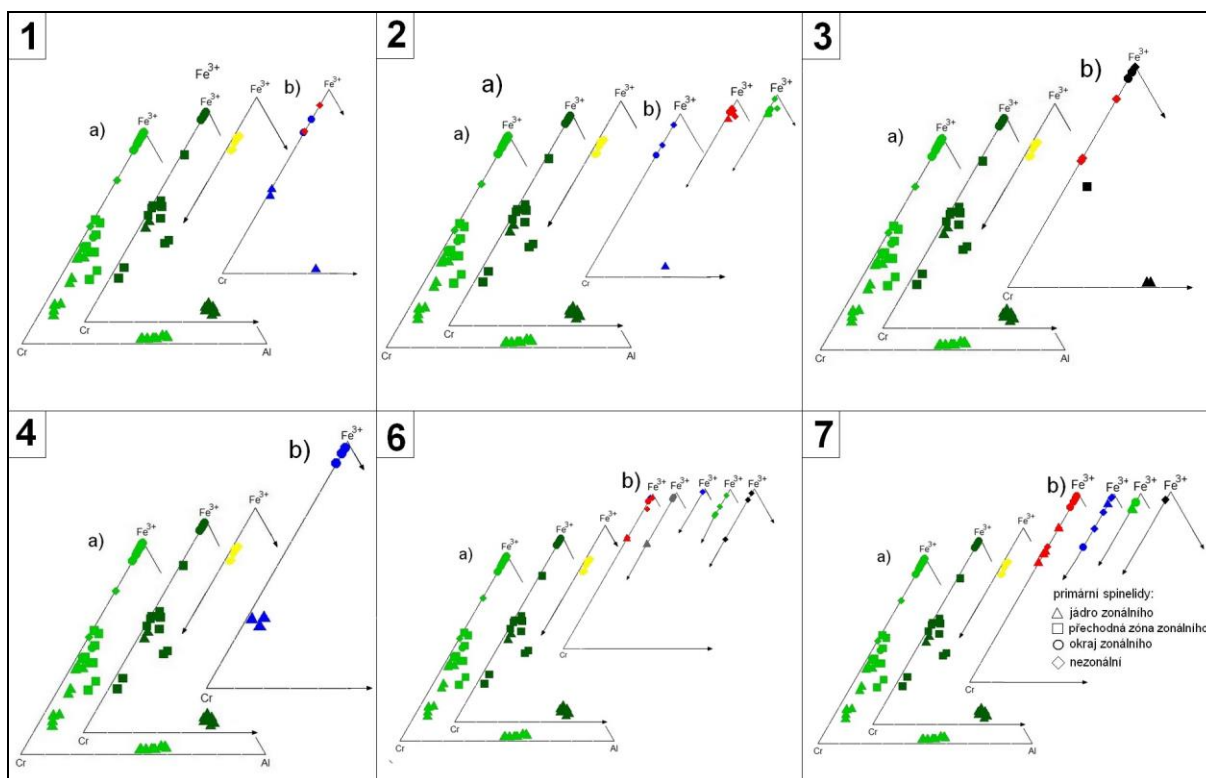 1
Fe3+
Fe3+
Fe3+
Fe3+
Fe3+
a)
b)
Cr
Cr
Cr
Al
2
a)
a)
b)
Fe3+
Fe3+
Fe3+
Fe3+
Fe3+
Fe3+
Cr
Cr
Cr
Al
3
b)
a)
Fe3+
Fe3+
Fe3+
Fe3+
Cr
Cr
Cr
Al
4
b)
a)
Fe3+
Fe3+
Fe3+
Fe3+
Cr
Cr
Cr
Al
6
b)
a)
Fe3+
Fe3+
Fe3+
Fe3+
Fe3+
Fe3+
Fe3+
Fe3+
Cr
Cr
Cr
Al
7
b)
a)
Fe3+
Fe3+
Fe3+
Fe3+
Fe3+
Fe3+
Fe3+
primární spinelidy:
jádro zonálního
přechodná zóna zonálního
okraj zonálního
nezonální
Cr
Cr
Cr
Al